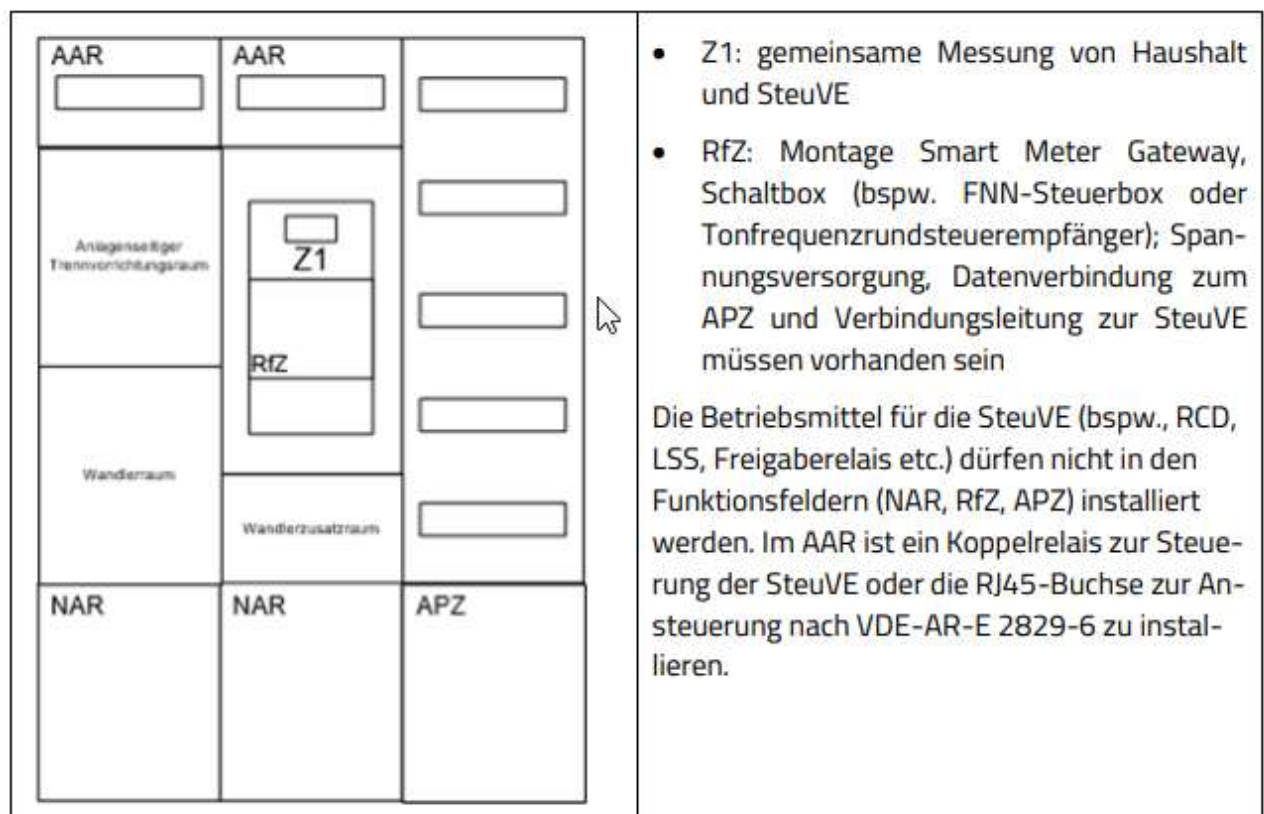 AAR
AAR
Anlagenseitiger
Trennvorrichtungsraum
Z1
RfZ
Wandlerraum
Wandlerzusatzraum
NAR
NAR
APZ
• Z1: gemeinsame Messung von Haushalt
und SteuVE
• RfZ: Montage Smart Meter Gateway,
Schaltbox (bspw. FNN-Steuerbox oder
Tonfrequenzrundsteuerempfänger); Span-
nungsversorgung, Datenverbindung zum
APZ und Verbindungsleitung zur SteuVE
müssen vorhanden sein
Die Betriebsmittel für die SteuVE (bspw., RCD,
LSS, Freigaberelais etc.) dürfen nicht in den
Funktionsfeldern (NAR, RfZ, APZ) installiert
werden. Im AAR ist ein Koppelrelais zur Steue-
rung der SteuVE oder die RJ45-Buchse zur An-
steuerung nach VDE-AR-E 2829-6 zu instal-
lieren.